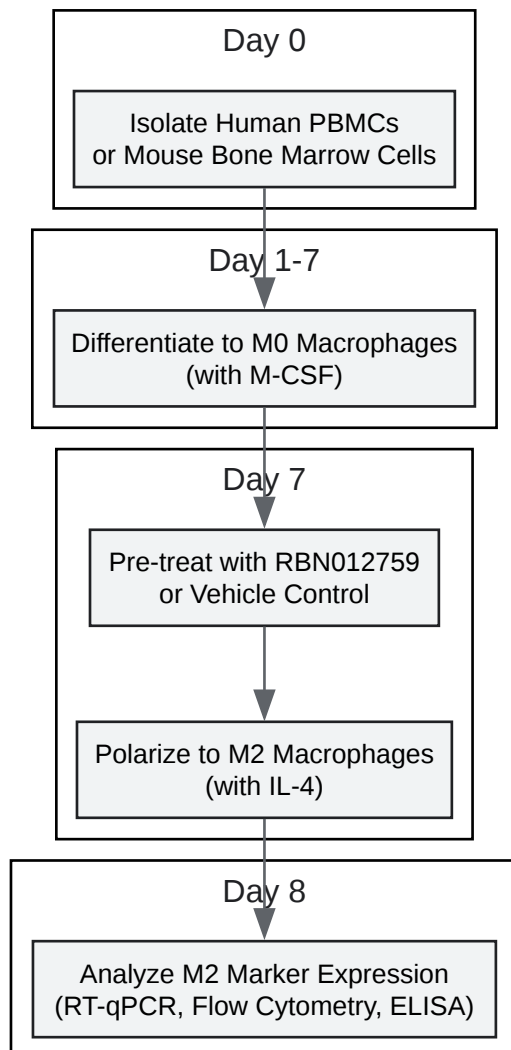 Day 0
Isolate Human PBMCs
or Mouse Bone Marrow Cells
Day 1-7
Differentiate to M0 Macrophages
(with M-CSF)
Day 7
Pre-treat with RBN012759
or Vehicle Control
Polarize to M2 Macrophages
(with IL-4)
Day 8
Analyze M2 Marker Expression
(RT-qPCR, Flow Cytometry, ELISA)